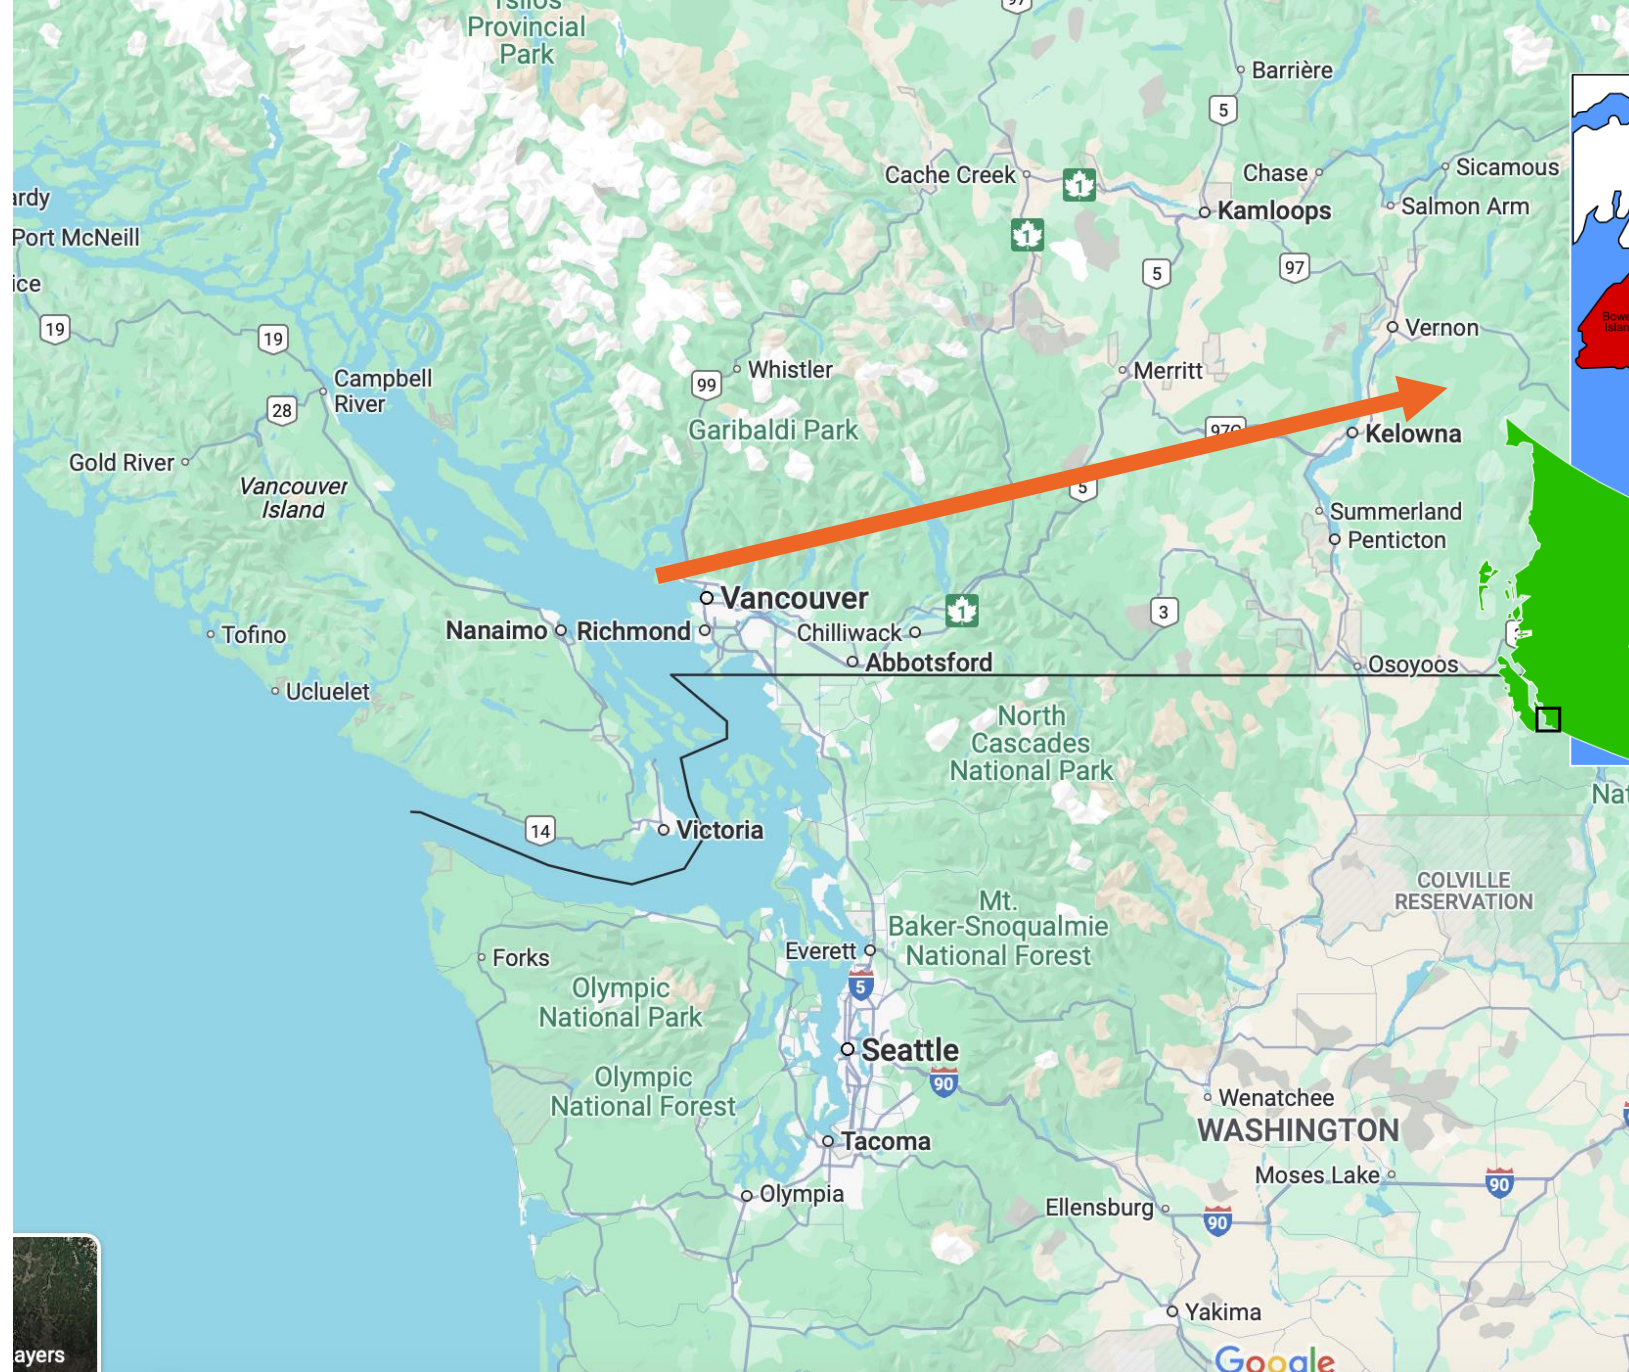 Provincial
Park
97
Barrière
5
Cache Creek
1
Chase
Sicamous
Kamloops
Salmon Arm
1
Port McNeill
5
97
19
19
Vernon
Whistler
Merritt
99
Campbell
River
28
Garibaldi Park
Kelowna
Gold River
Vancouver
Island
5
Summerland
Penticton
Vancouver
1
3
Tofino
Nanaimo
Richmond
Chilliwack
Abbotsford
Osoyoos
Ucluelet
North
Cascades
National Park
14
Victoria
COLVILLE
RESERVATION
Mt.
Baker-Snoqualmie
National Forest
Everett
Forks
5
Olympic
National Park
Seattle
90
Olympic
National Forest
Wenatchee
WASHINGTON
Tacoma
Moses Lake
90
Olympia
Ellensburg
90
Yakima
ayers
Google